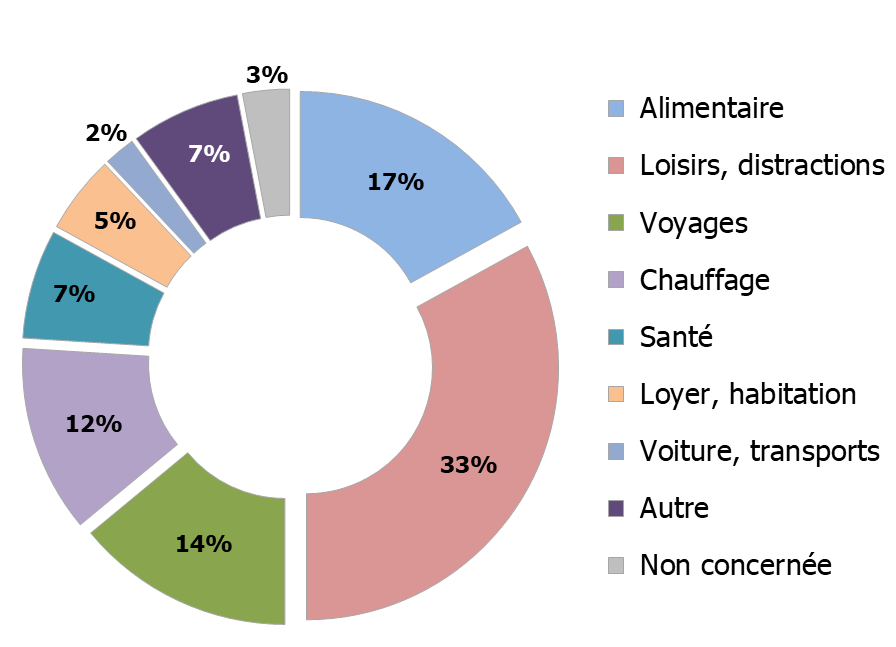 3%
2%
7%
17%
5%
7%
12%
33%
14%
Alimentaire
Loisirs, distractions
Voyages
Chauffage
Santé
Loyer, habitation
Voiture, transports
Autre
Non concernée